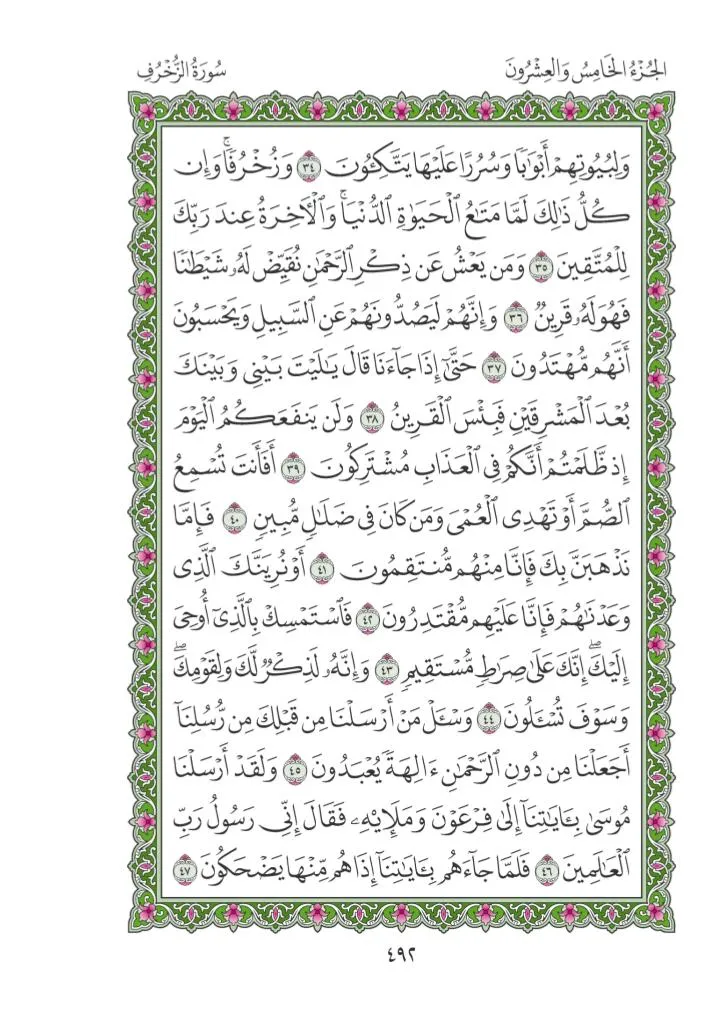 الجُزْءُ الخَامِسُ وَالعِشْرُونَ
سُورَةُ الزُّخْرُفِ
وَلِبُيُوتِهِمْ أَبْوَٰبًا وَسُرُرًا عَلَيْهَا يَتَّكِـُٔونَ ٣٤ وَزُخْرُفًاۚ وَإِن
كُلُّ ذَٰلِكَ لَمَّا مَتَٰعُ ٱلْحَيَوٰةِ ٱلدُّنْيَاۚ وَٱلْءَاخِرَةُ عِندَ رَبِّكَ
لِلْمُتَّقِينَ ٣٥ وَمَن يَعْشُ عَن ذِكْرِ ٱلرَّحْمَٰنِ نُقَيِّضْ لَهُۥ شَيْطَٰنًا
فَهُوَ لَهُۥ قَرِينٌ ٣٦ وَإِنَّهُمْ لَيَصُدُّونَهُمْ عَنِ ٱلسَّبِيلِ وَيَحْسَبُونَ
أَنَّهُم مُّهْتَدُونَ ٣٧ حَتَّىٰٓ إِذَا جَآءَنَا قَالَ يَٰلَيْتَ بَيْنِى وَبَيْنَكَ
بُعْدَ ٱلْمَشْرِقَيْنِ فَبِئْسَ ٱلْقَرِينُ ٣٨ وَلَن يَنفَعَكُمُ ٱلْيَوْمَ
إِذ ظَّلَمْتُمْ أَنَّكُمْ فِى ٱلْعَذَابِ مُشْتَرِكُونَ ٣٩ أَفَأَنتَ تُسْمِعُ
ٱلصُّمَّ أَوْ تَهْدِى ٱلْعُمْىَ وَمَن كَانَ فِى ضَلَٰلٍ مُّبِينٍ ٤٠ فَإِمَّا
نَذْهَبَنَّ بِكَ فَإِنَّا مِنْهُم مُّنتَقِمُونَ ٤١ أَوْ نُرِيَنَّكَ ٱلَّذِى
وَعَدْنَٰهُمْ فَإِنَّا عَلَيْهِم مُّقْتَدِرُونَ ٤٢ فَٱسْتَمْسِكْ بِٱلَّذِىٓ أُوحِىَ
إِلَيْكَۖ إِنَّكَ عَلَىٰ صِرَٰطٍ مُّسْتَقِيمٍ ٤٣ وَإِنَّهُۥ لَذِكْرٌ لَّكَ وَلِقَوْمِكَۖ
وَسَوْفَ تُسْـَٔلُونَ ٤٤ وَسْـَٔلْ مَنْ أَرْسَلْنَا مِن قَبْلِكَ مِن رُّسُلِنَآ
أَجَعَلْنَا مِن دُونِ ٱلرَّحْمَٰنِ ءَالِهَةً يُعْبَدُونَ ٤٥ وَلَقَدْ أَرْسَلْنَا
مُوسَىٰ بِـَٔايَٰتِنَآ إِلَىٰ فِرْعَوْنَ وَمَلَإِي۟هِۦ فَقَالَ إِنِّى رَسُولُ رَبِّ
ٱلْعَٰلَمِينَ ٤٦ فَلَمَّا جَآءَهُم بِـَٔايَٰتِنَآ إِذَا هُم مِّنْهَا يَضْحَكُونَ ٤٧
٤٩٢